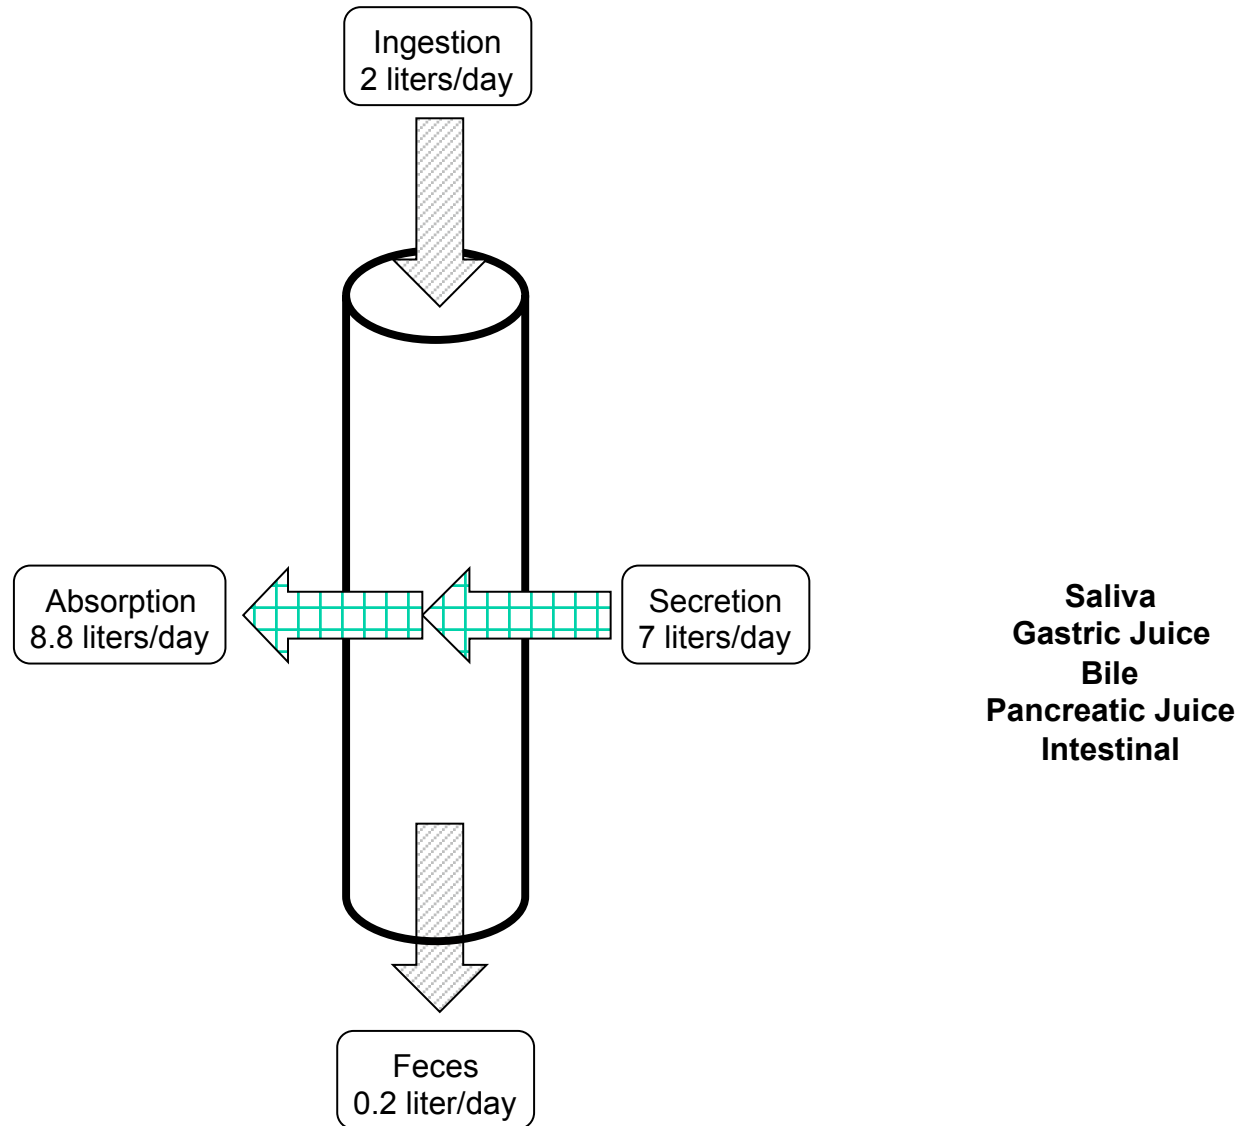 Ingestion
2 liters/day
Absorption
8.8 liters/day
Secretion
7 liters/day
Saliva
Gastric Juice
Bile
Pancreatic Juice
Intestinal
Feces
0.2 liter/day